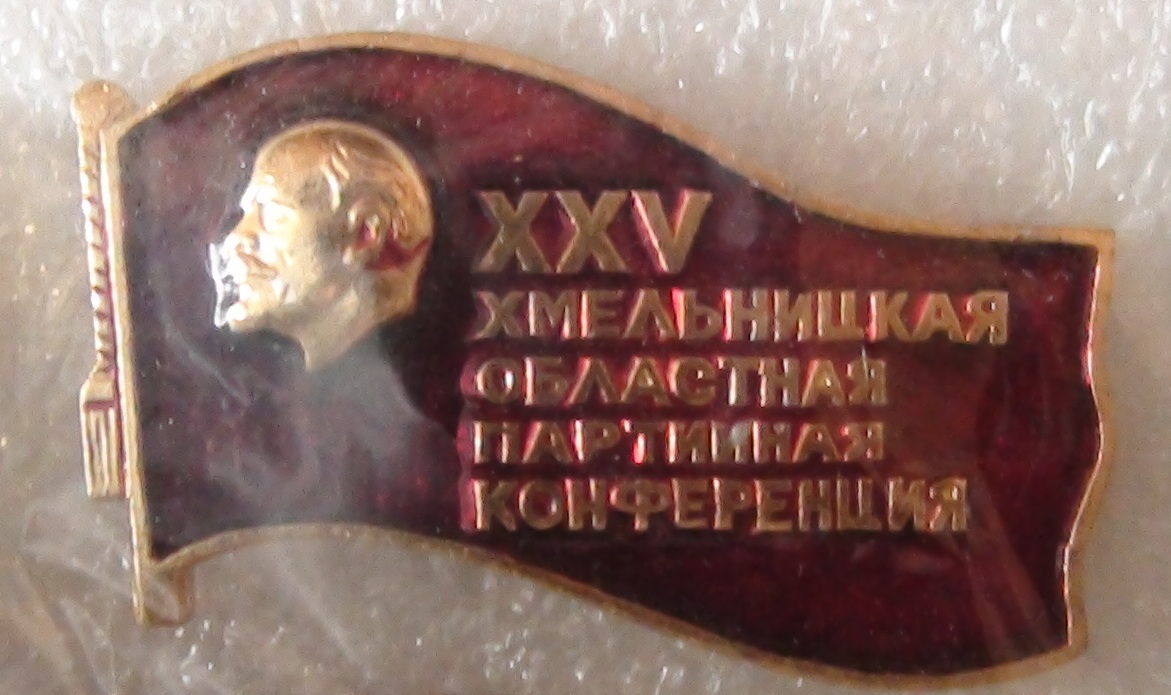 XXV
ХМЕЛЬНИЦКАЯ
ОБЛАСТНАЯ
ПАРТИЙНАЯ
КОНФЕРЕНЦИЯ